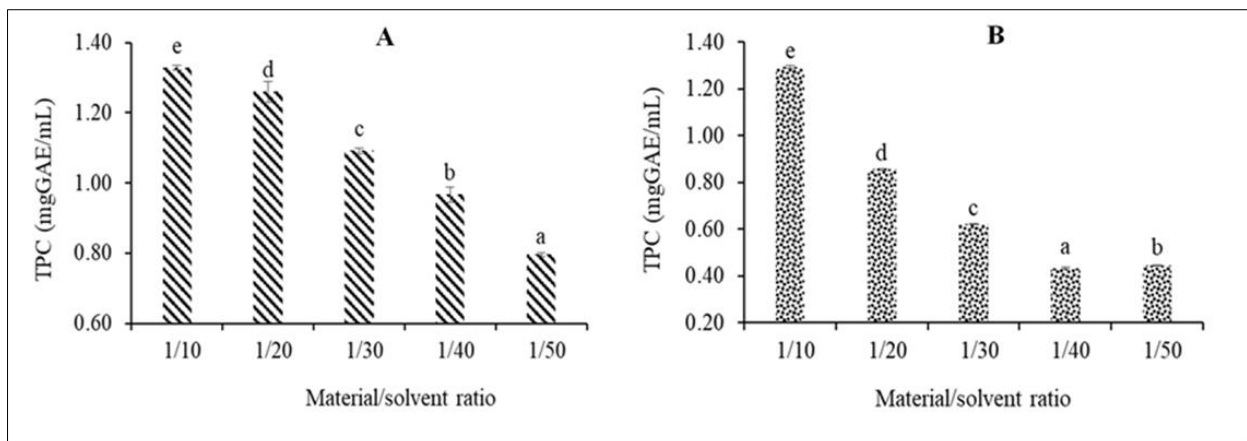 A
TPC (mgGAE/mL)
1.40
1.20
1.00
0.80
0.60
e
d
c
b
a
1/10 1/20 1/30 1/40 1/50
Material/solvent ratio
B
TPC (mgGAE/mL)
1.40
1.20
1.00
0.80
0.60
0.40
0.20
e
d
c
a
b
1/10 1/20 1/30 1/40 1/50
Material/solvent ratio